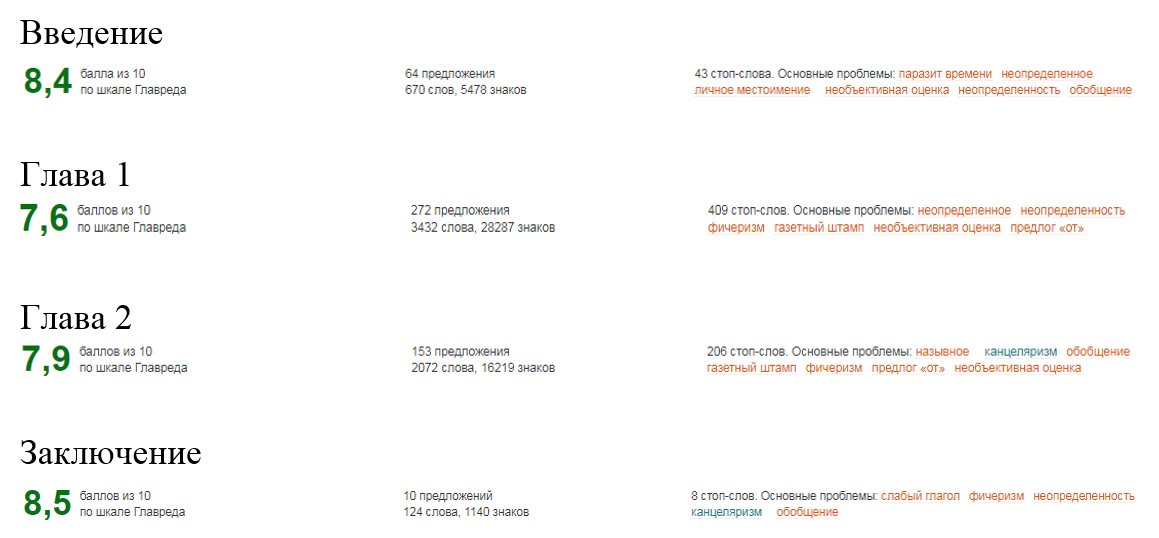 Введение
8,4 балла из 10 по шкале Главреда
64 предложения
670 слов, 5478 знаков
43 стоп-слова. Основные проблемы: паразит времени неопределенное
личное местоимение необъективная оценка неопределенность обобщение
Глава 1
7,6 баллов из 10 по шкале Главреда
272 предложения
3432 слова, 28287 знаков
409 стоп-слов. Основные проблемы: неопределенное неопределенность
фичеризм газетный штамп необъективная оценка предлог «от»
Глава 2
7,9 баллов из 10 по шкале Главреда
153 предложения
2072 слова, 16219 знаков
206 стоп-слов. Основные проблемы: назывное канцеляризм обобщение
газетный штамп фичеризм предлог «от» необъективная оценка
Заключение
8,5 баллов из 10 по шкале Главреда
10 предложений
124 слова, 1140 знаков
8 стоп-слов. Основные проблемы: слабый глагол фичеризм неопределенность
канцеляризм обобщение